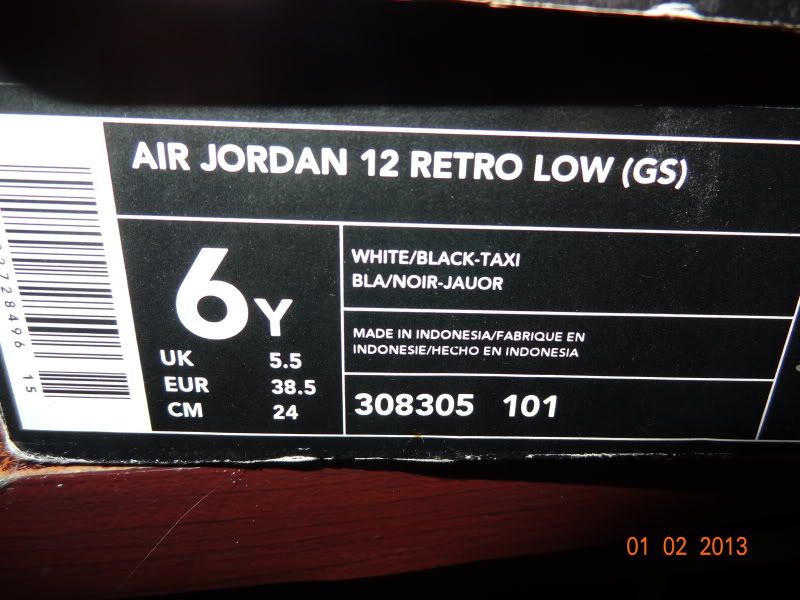 AIR JORDAN 12 RETRO LOW (GS)
6Y
UK 5.5
EUR 38.5
CM 24
WHITE/BLACK-TAXI
BLA/NOIR-JAUOR
MADE IN INDONESIA/FABRIQUE EN
INDONESIE/HECHO EN INDONESIA
308305 101
15
01 02 2013